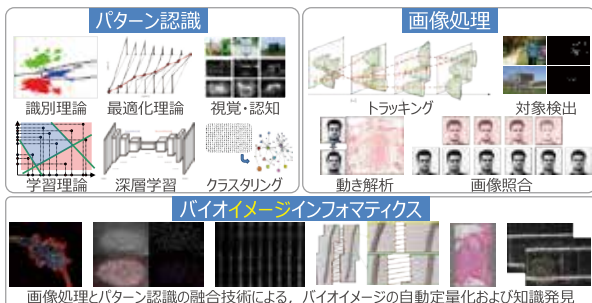 パターン認識
識別理論
最適化理論
視覚・認知
学習理論
深層学習
クラスタリング
画像処理
トラッキング
対象検出
動き解析
画像照合
バイオイメージインフォマティクス
画像処理とパターン認識の融合技術による，バイオイメージの自動定量化および知識発見